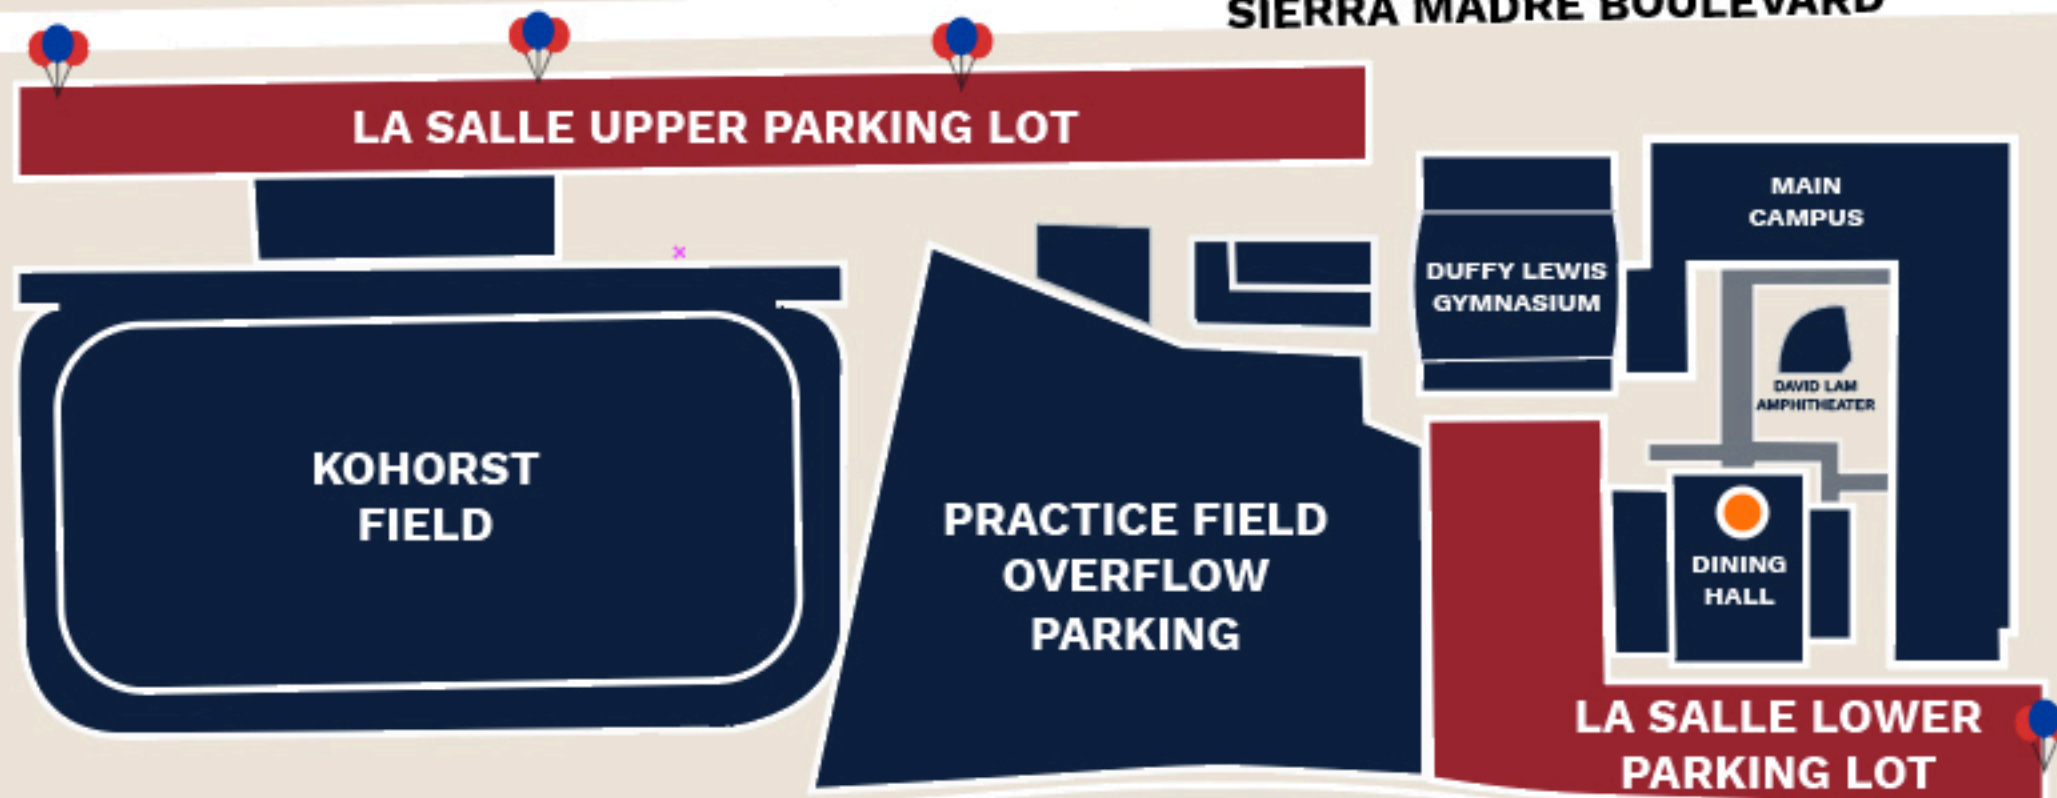 SIERRA MADRE BOULEVARD
LA SALLE UPPER PARKING LOT
MAIN
CAMPUS
DUFFY LEWIS
GYMNASIUM
DAVID LAM
AMPHITHEATER
KOHORST
FIELD
PRACTICE FIELD
OVERFLOW
PARKING
DINING
HALL
LA SALLE LOWER
PARKING LOT